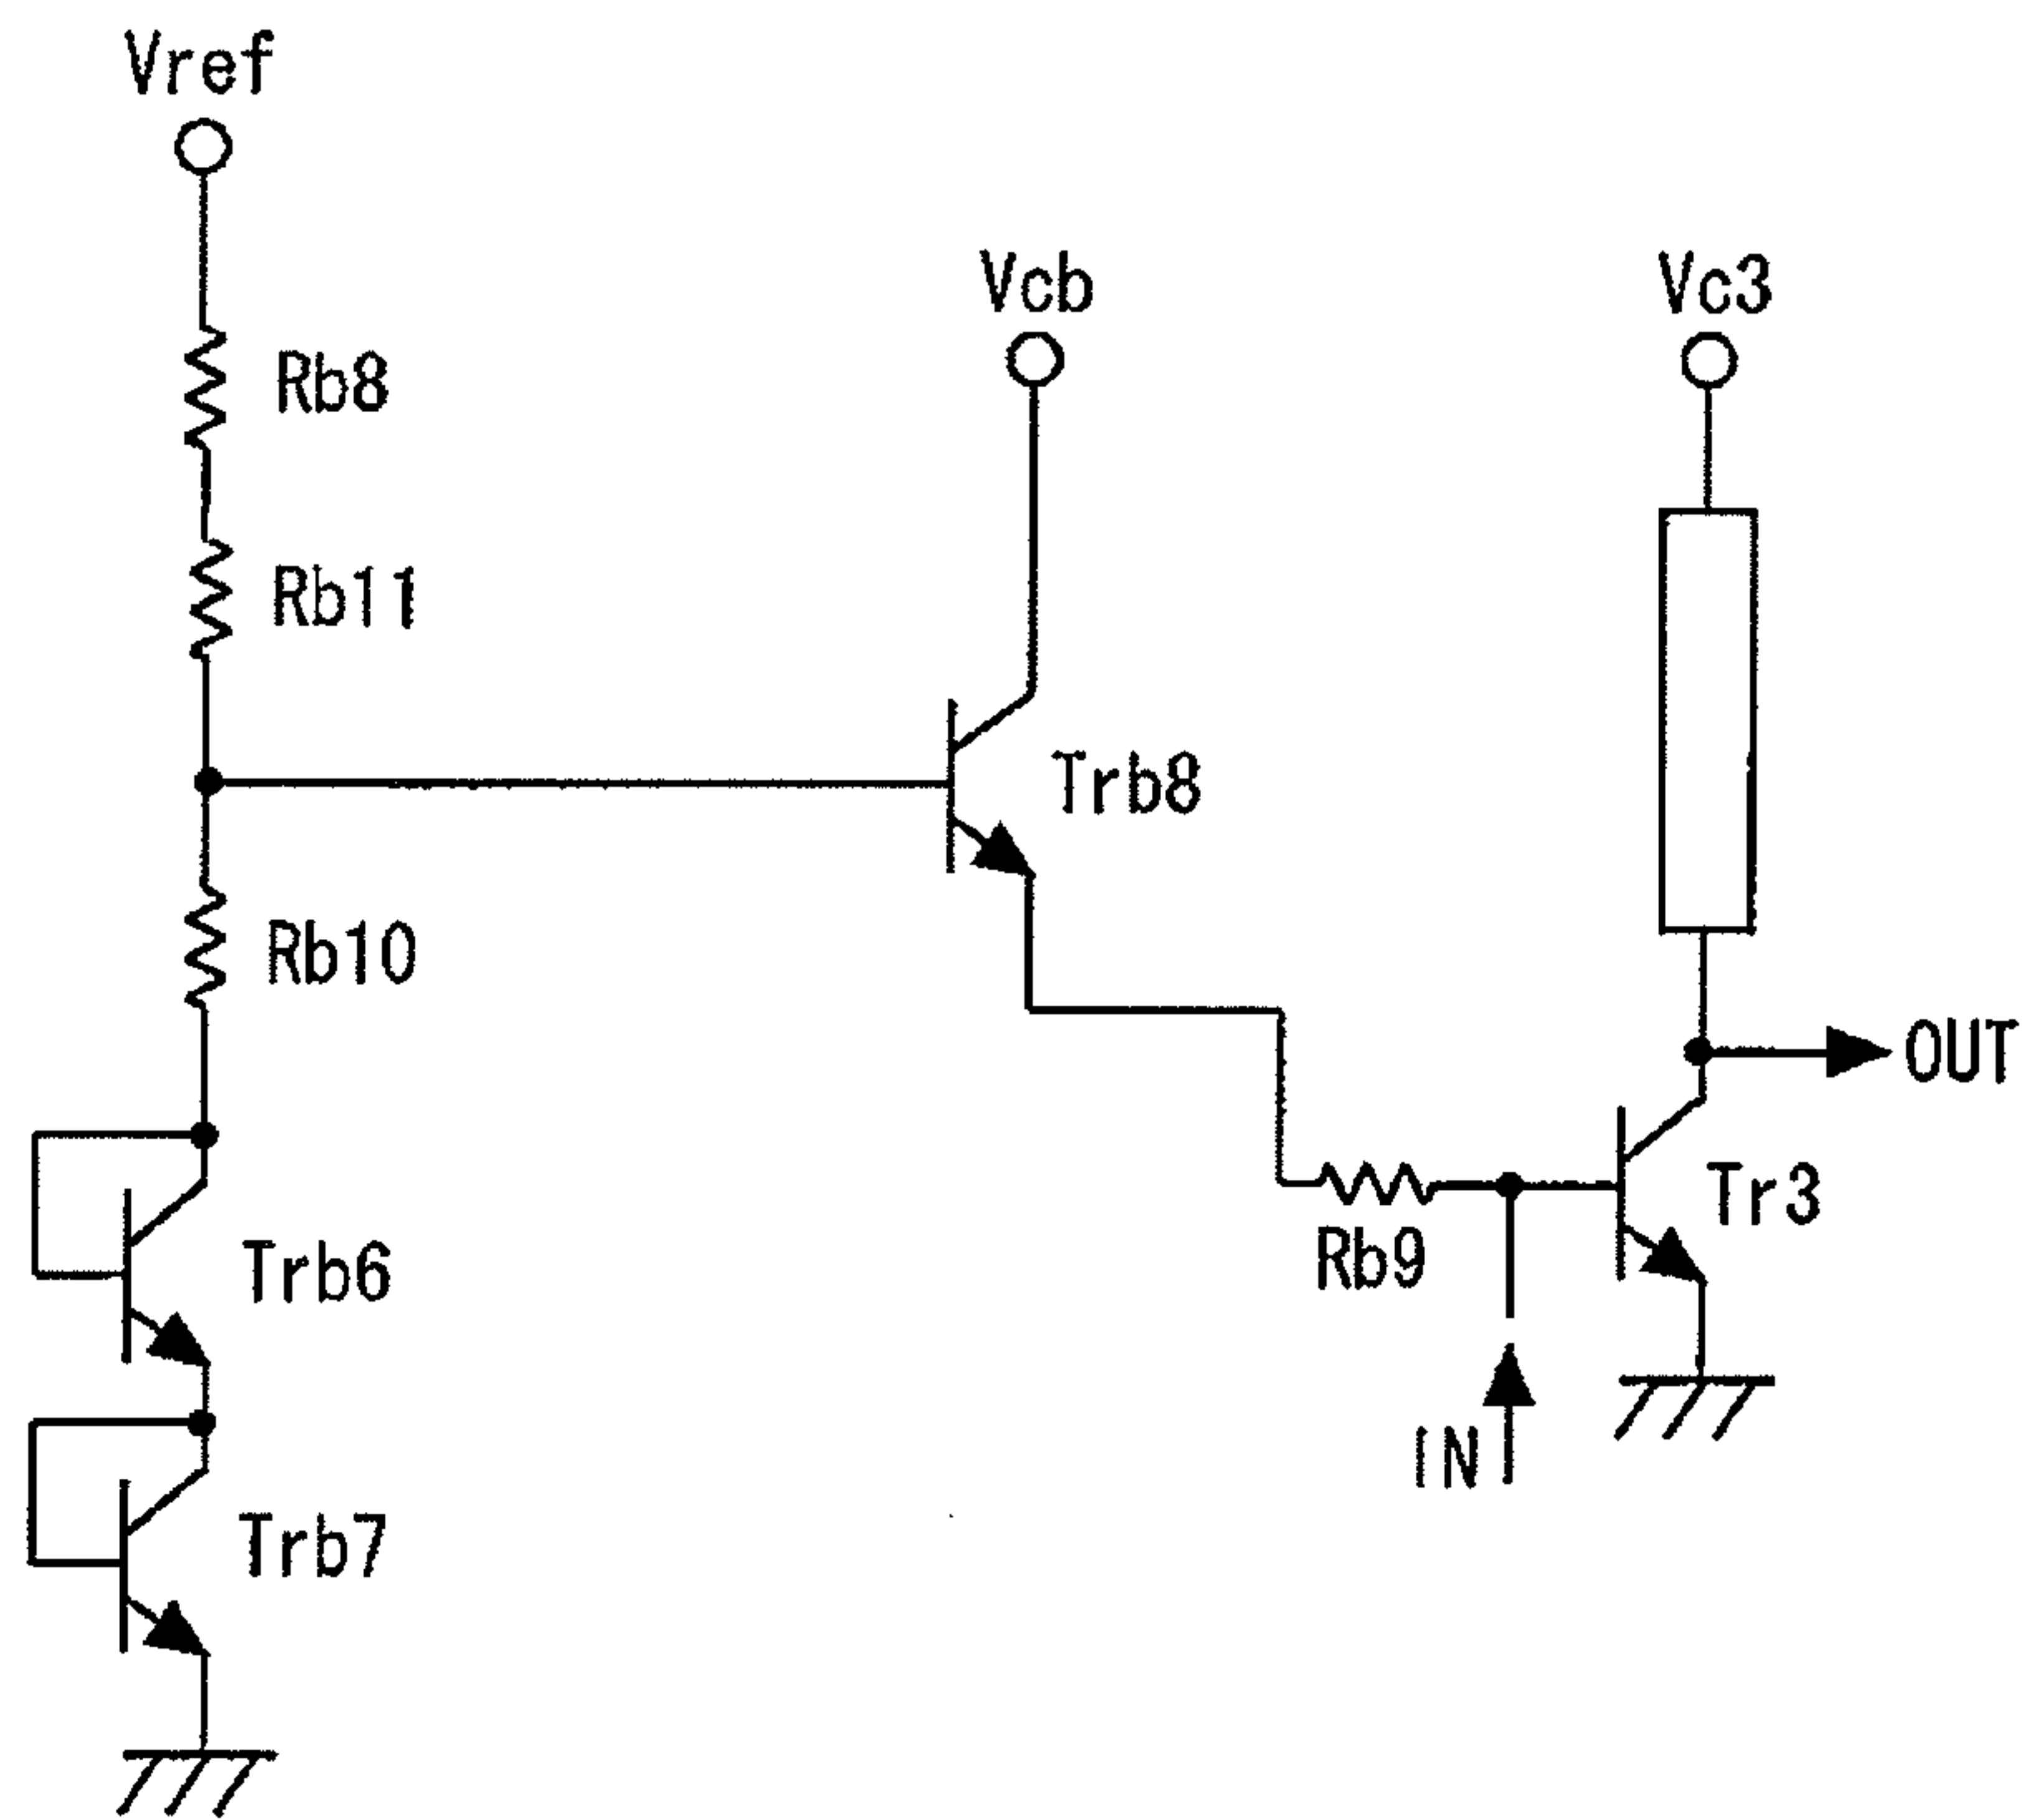 Vref
Vcb
Vc3
Rb8
Rb11
Trb8
Rb10
OUT
Tr3
Rb9
Trb6
IN
Trb7